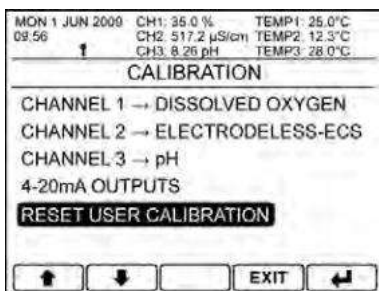 MON 1 JUN 2009 CH1: 35.0 % TEMP1: 25.0°C
09:56 CH2: 517.2 µS/cm TEMP2: 12.3°C
CH3: 8.26 pH TEMP3: 28.0°C
CALIBRATION
CHANNEL 1 → DISSOLVED OXYGEN
CHANNEL 2 → ELECTRODELESS-ECS
CHANNEL 3 → pH
4-20mA OUTPUTS
RESET USER CALIBRATION
EXIT